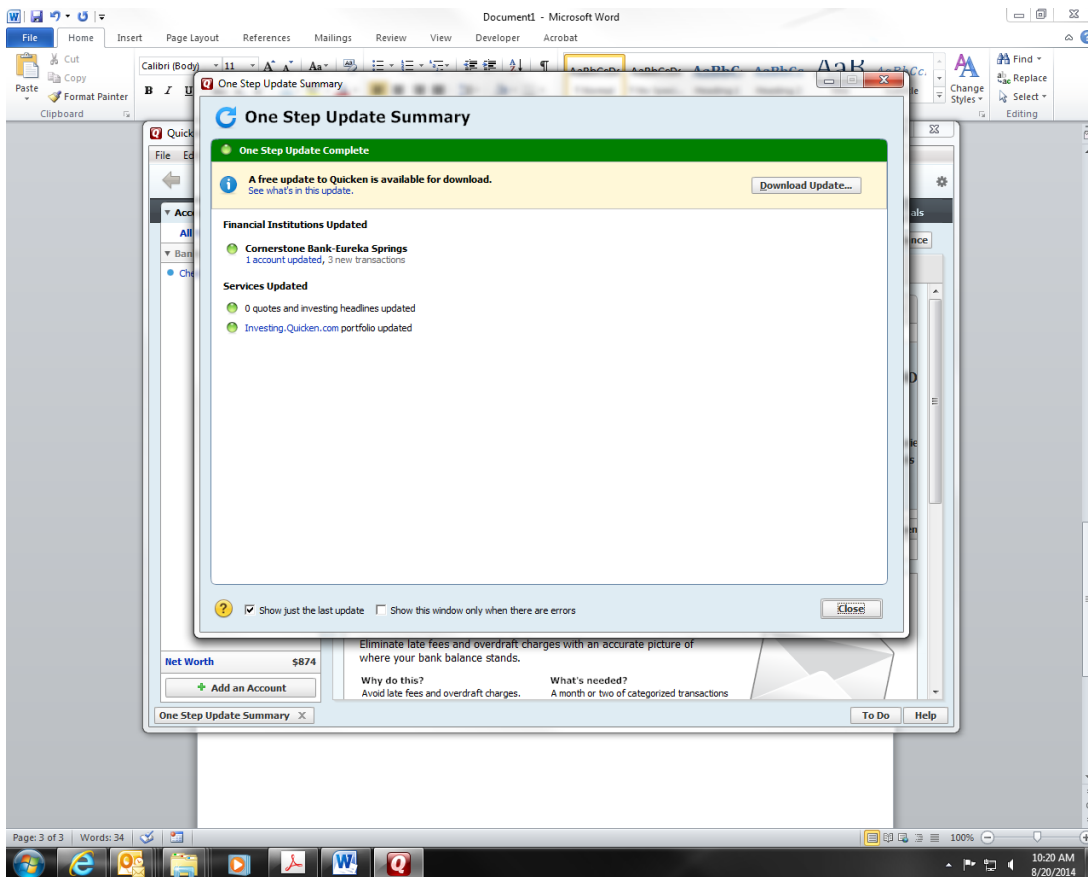 Document1 - Microsoft Word
File Home Insert Page Layout References Mailings Review View Developer Acrobat
Paste
Cut
Copy
Format Painter
Clipboard
Calibri (Body) 11
B I U
Change Styles
Find
Replace
Select
Editing
One Step Update Summary
One Step Update Summary
One Step Update Complete
A free update to Quicken is available for download.
See what's in this update.
Download Update...
Financial Institutions Updated
Cornerstone Bank-Eureka Springs
1 account updated, 3 new transactions
Services Updated
0 quotes and investing headlines updated
Investing.Quicken.com portfolio updated
Show just the last update Show this window only when there are errors
Close
File
All
Eliminate late fees and overdraft charges with an accurate picture of
where your bank balance stands.
Why do this? What's needed?
Avoid late fees and overdraft charges. A month or two of categorized transactions
Net Worth $874
Add an Account
One Step Update Summary X
To Do Help
Page: 3 of 3 Words: 34
100%
10:20 AM
8/20/2014